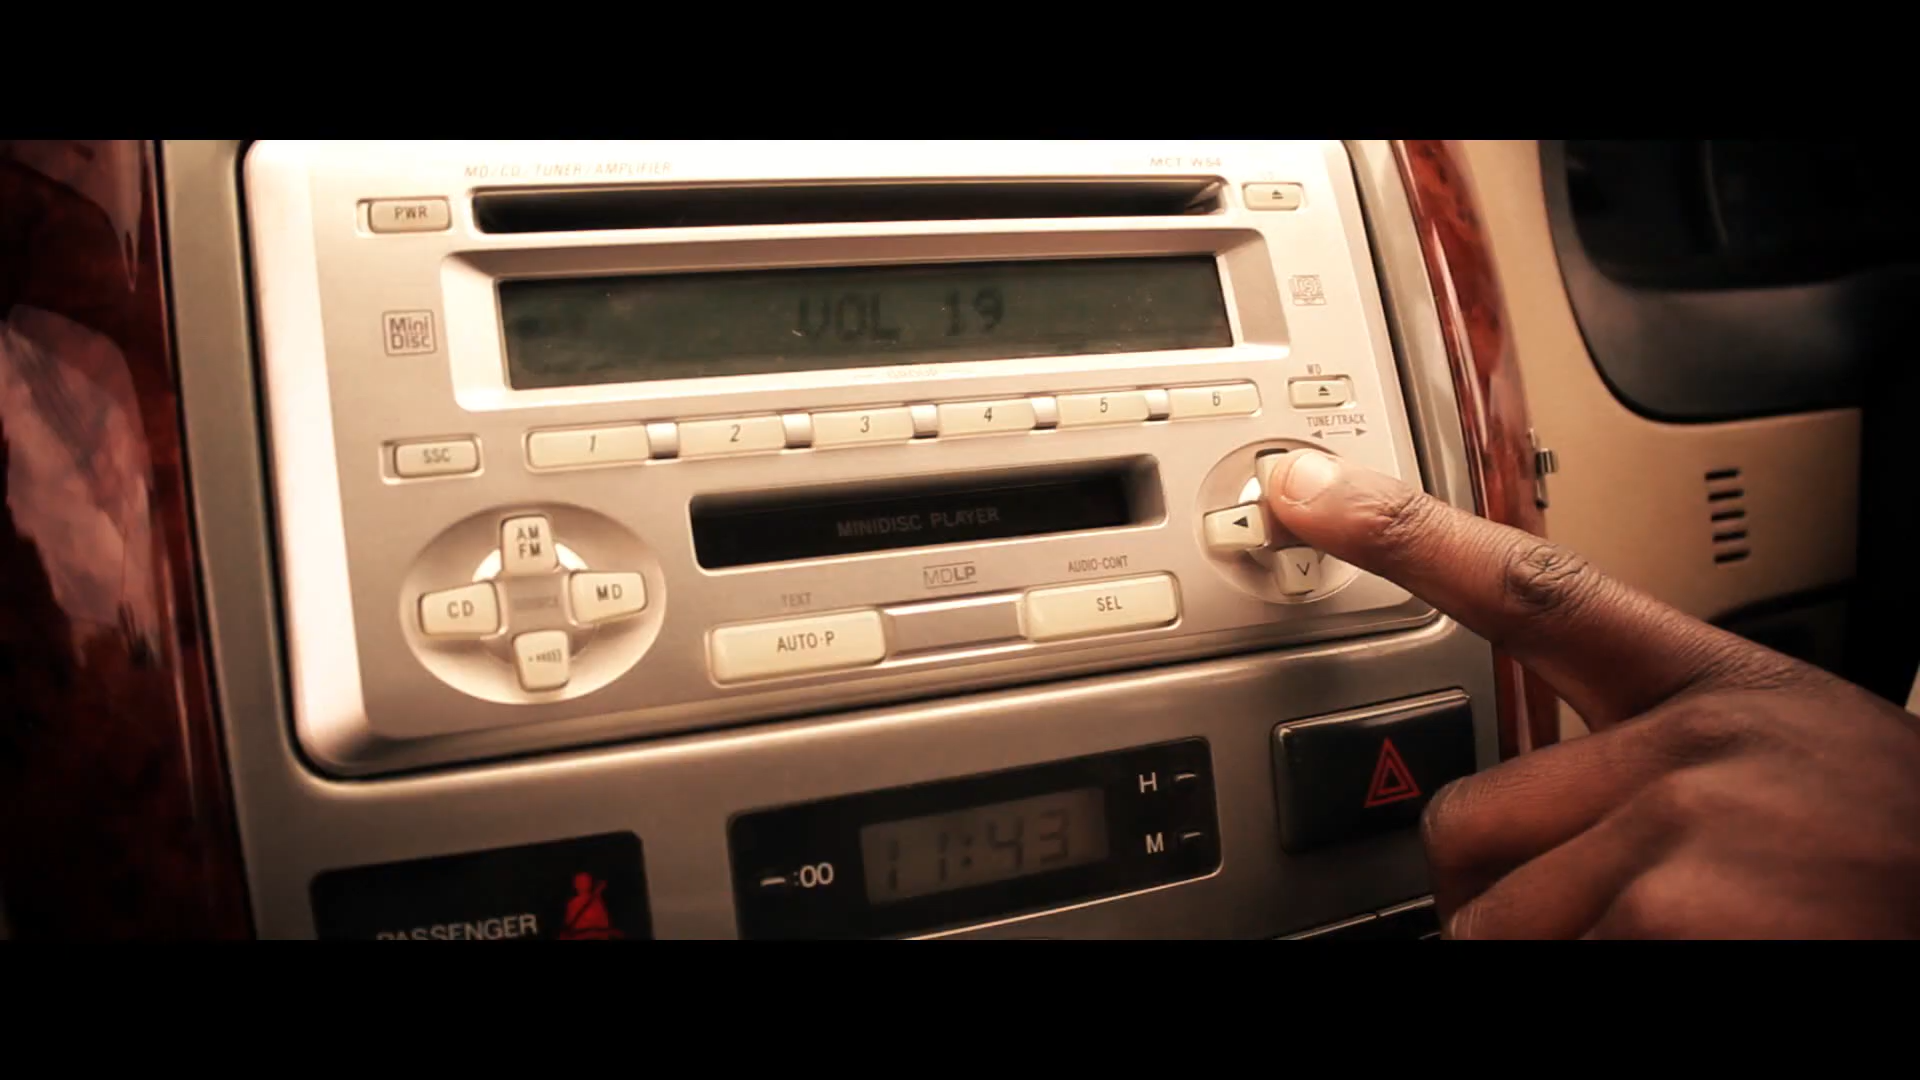 MD/CD/TUNER/AMPLIFIER
MCT W54
PWR
VOL 19
Mini Disc
MD
TUNE/TRACK
1 2 3 4 5 6
SSC
MINIDISC PLAYER
AM
FM
CD
MD
SOURCE
MDLP
TEXT
AUTO·P
AUDIO-CONT
SEL
H
M
:00
11:43
PASSENGER